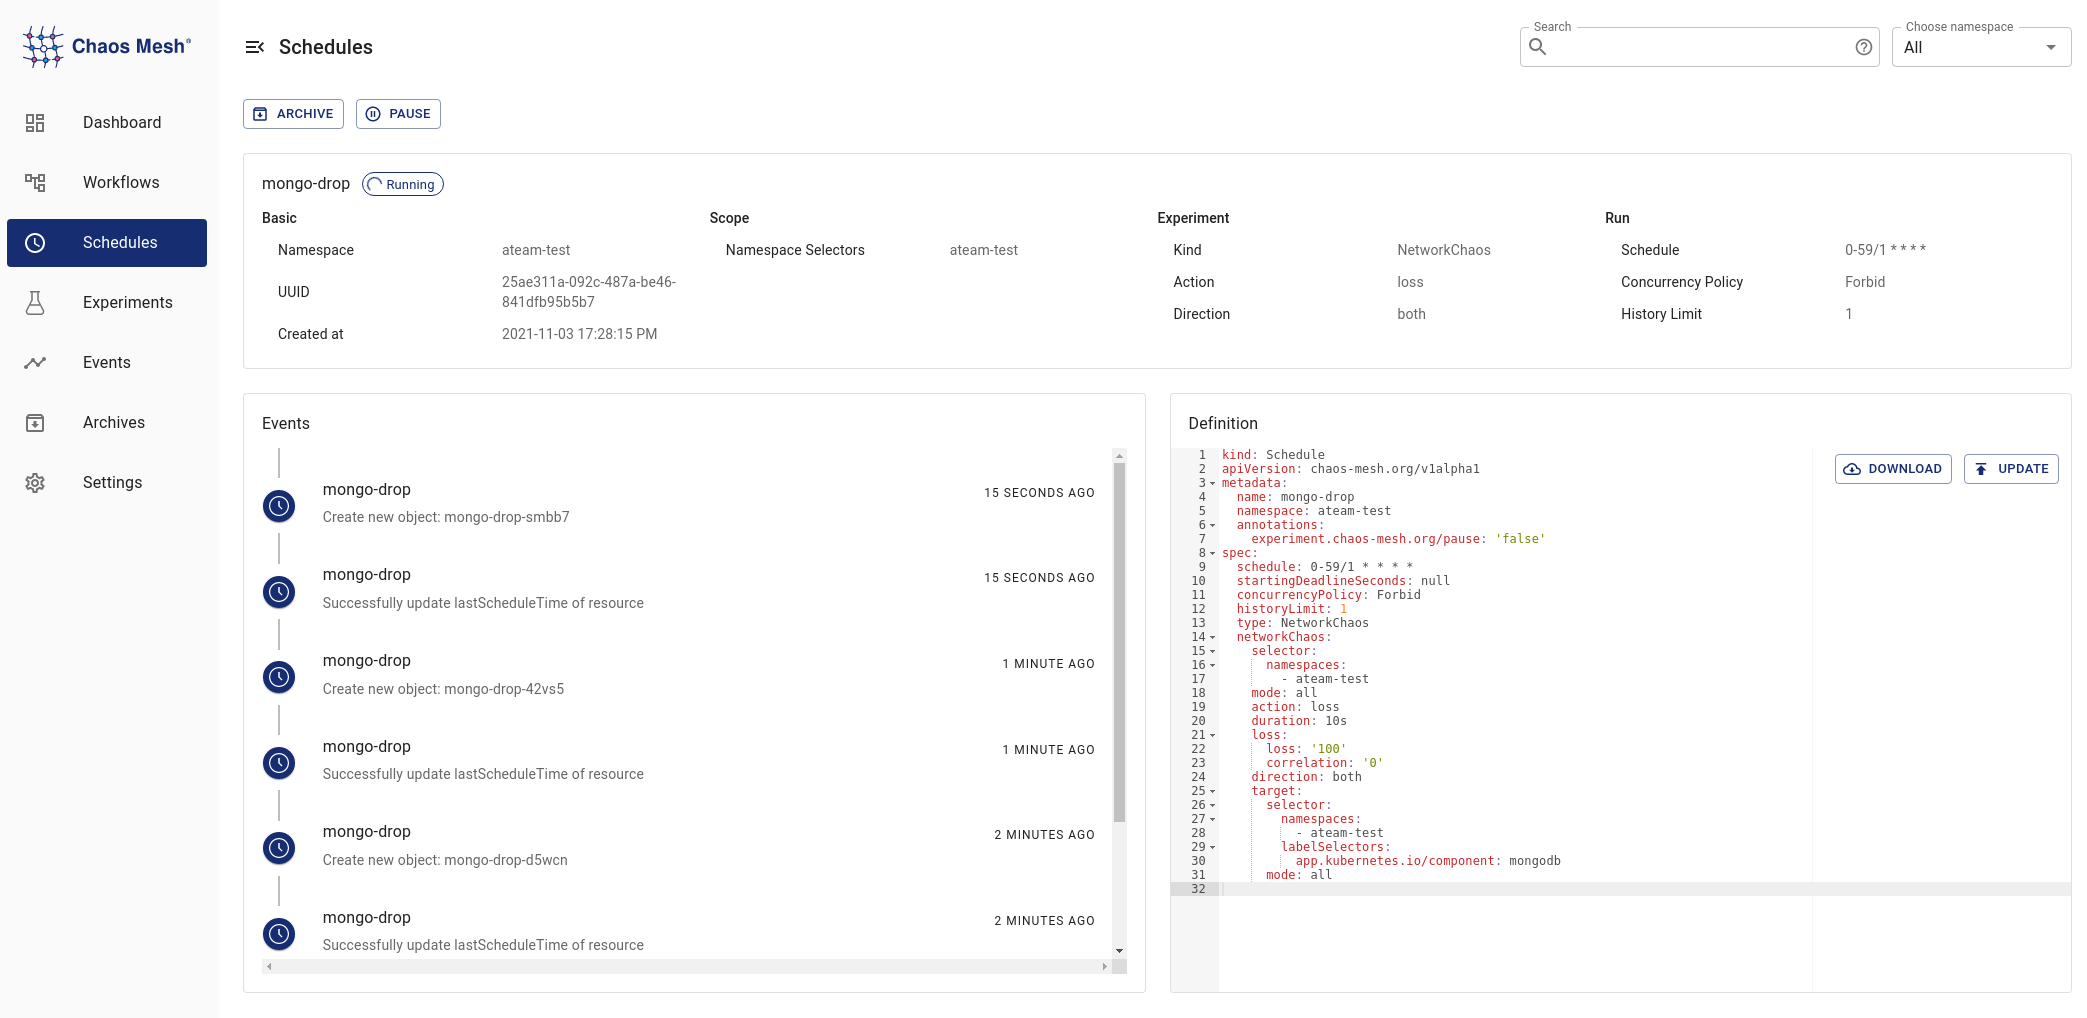 Chaos Mesh®
Schedules
Search
Choose namespace
All
Dashboard
Workflows
Schedules
Experiments
Events
Archives
Settings
ARCHIVE
PAUSE
mongo-drop
Running
Basic
Namespace ateam-test
UUID 25ae311a-092c-487a-be46-
841dfb95b5b7
Created at 2021-11-03 17:28:15 PM
Scope
Namespace Selectors ateam-test
Experiment
Kind NetworkChaos
Action loss
Direction both
Run
Schedule 0-59/1 * * * *
Concurrency Policy Forbid
History Limit 1
Events
mongo-drop 15 SECONDS AGO
Create new object: mongo-drop-smbb7
mongo-drop 15 SECONDS AGO
Successfully update lastScheduleTime of resource
mongo-drop 1 MINUTE AGO
Create new object: mongo-drop-42vs5
mongo-drop 1 MINUTE AGO
Successfully update lastScheduleTime of resource
mongo-drop 2 MINUTES AGO
Create new object: mongo-drop-d5wcn
mongo-drop 2 MINUTES AGO
Successfully update lastScheduleTime of resource
Definition
DOWNLOAD
UPDATE
1 kind: Schedule
2 apiVersion: chaos-mesh.org/v1alpha1
3 metadata:
4   name: mongo-drop
5   namespace: ateam-test
6   annotations:
7     experiment.chaos-mesh.org/pause: 'false'
8 spec:
9   schedule: 0-59/1 * * * *
10   startingDeadlineSeconds: null
11   concurrencyPolicy: Forbid
12   historyLimit: 1
13   type: NetworkChaos
14   networkChaos:
15     selector:
16       namespaces:
17         - ateam-test
18     mode: all
19     action: loss
20     duration: 10s
21     loss:
22       loss: '100'
23       correlation: '0'
24     direction: both
25     target:
26       selector:
27         namespaces:
28           - ateam-test
29         labelSelectors:
30           app.kubernetes.io/component: mongodb
31       mode: all
32